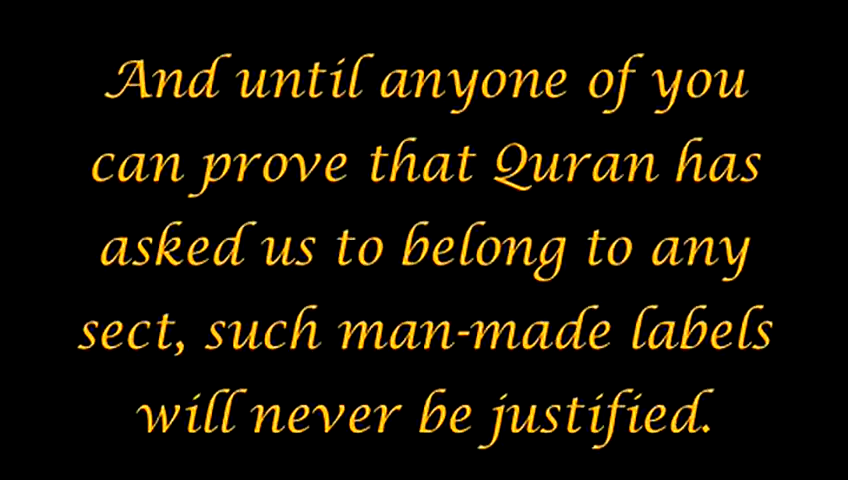 And until anyone of you
can prove that Quran has
asked us to belong to any
sect, such man-made labels
will never be justified.